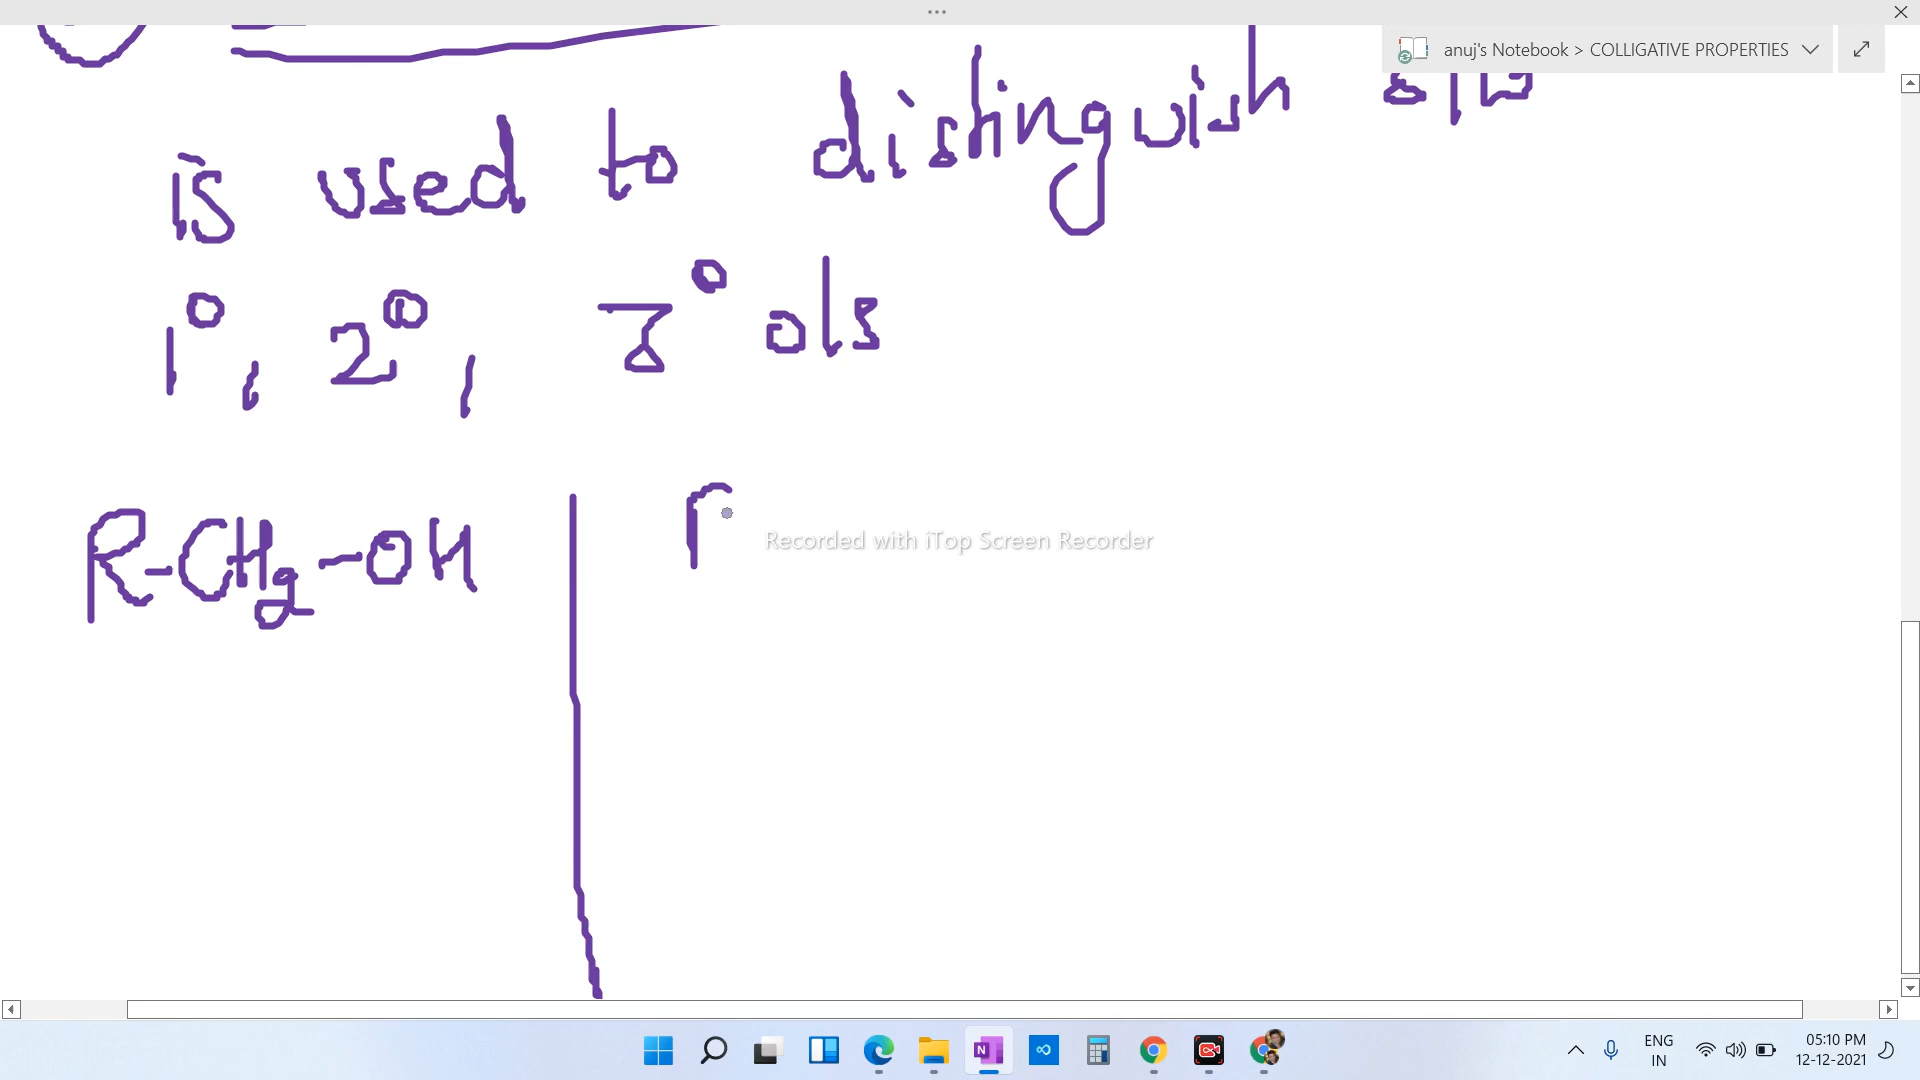 anuj's Notebook > COLLIGATIVE PROPERTIES
is used to distinguish b/w
1°, 2°, 3° ols
R-CH2-OH
Recorded with iTop Screen Recorder
ENG
IN
05:10 PM
12-12-2021